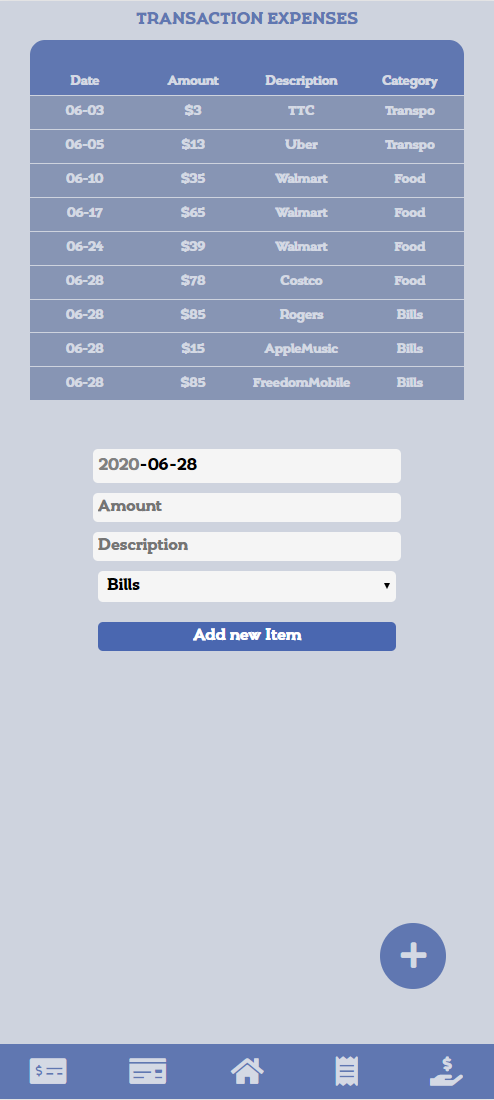 TRANSACTION EXPENSES
Date Amount Description Category
06-03 $3 TTC Transpo
06-05 $13 Uber Transpo
06-10 $35 Walmart Food
06-17 $65 Walmart Food
06-24 $39 Walmart Food
06-28 $78 Costco Food
06-28 $85 Rogers Bills
06-28 $15 AppleMusic Bills
06-28 $85 FreedomMobile Bills
2020-06-28
Amount
Description
Bills
Add new Item